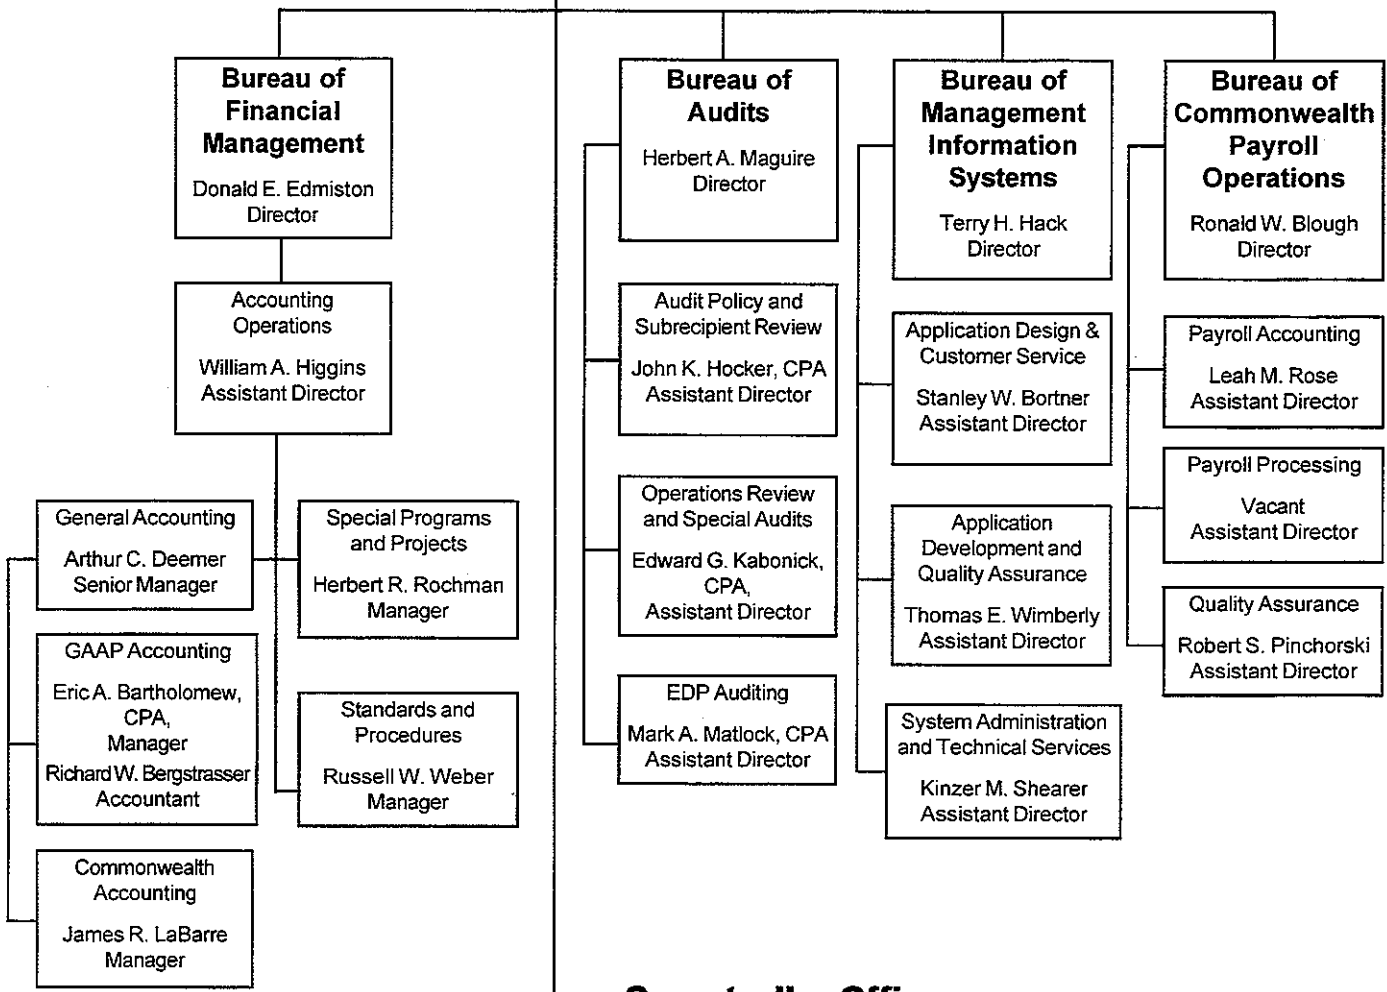 Bureau of
Financial
Management
Donald E. Edmiston
Director
Accounting
Operations
William A. Higgins
Assistant Director
General Accounting
Arthur C. Deemer
Senior Manager
Special Programs
and Projects
Herbert R. Rochman
Manager
GAAP Accounting
Eric A. Bartholomew,
CPA,
Manager
Richard W. Bergstrasser
Accountant
Standards and
Procedures
Russell W. Weber
Manager
Commonwealth
Accounting
James R. LaBarre
Manager
Bureau of
Audits
Herbert A. Maguire
Director
Audit Policy and
Subrecipient Review
John K. Hocker, CPA
Assistant Director
Operations Review
and Special Audits
Edward G. Kabonick,
CPA,
Assistant Director
EDP Auditing
Mark A. Matlock, CPA
Assistant Director
Bureau of
Management
Information
Systems
Terry H. Hack
Director
Application Design &
Customer Service
Stanley W. Bortner
Assistant Director
Application
Development and
Quality Assurance
Thomas E. Wimberly
Assistant Director
System Administration
and Technical Services
Kinzer M. Shearer
Assistant Director
Bureau of
Commonwealth
Payroll
Operations
Ronald W. Blough
Director
Payroll Accounting
Leah M. Rose
Assistant Director
Payroll Processing
Vacant
Assistant Director
Quality Assurance
Robert S. Pinchorski
Assistant Director